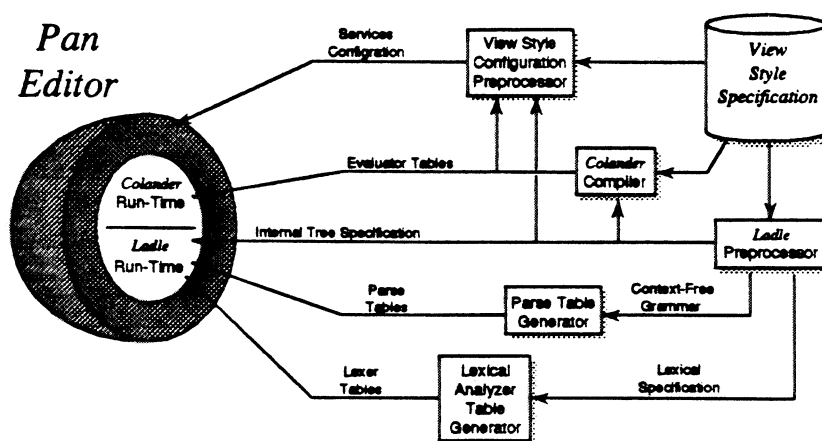 Pan
Editor
Services
Configration
View Style
Configuration
Preprocessor
View
Style
Specification
Evaluator Tables
Colander
Compiler
Colander
Run-Time
Ladle
Run-Time
Internal Tree Specification
Ladle
Preprocessor
Parse
Tables
Parse Table
Generator
Context-Free
Grammar
Lexer
Tables
Lexical
Analyzer
Table
Generator
Lexical
Specification